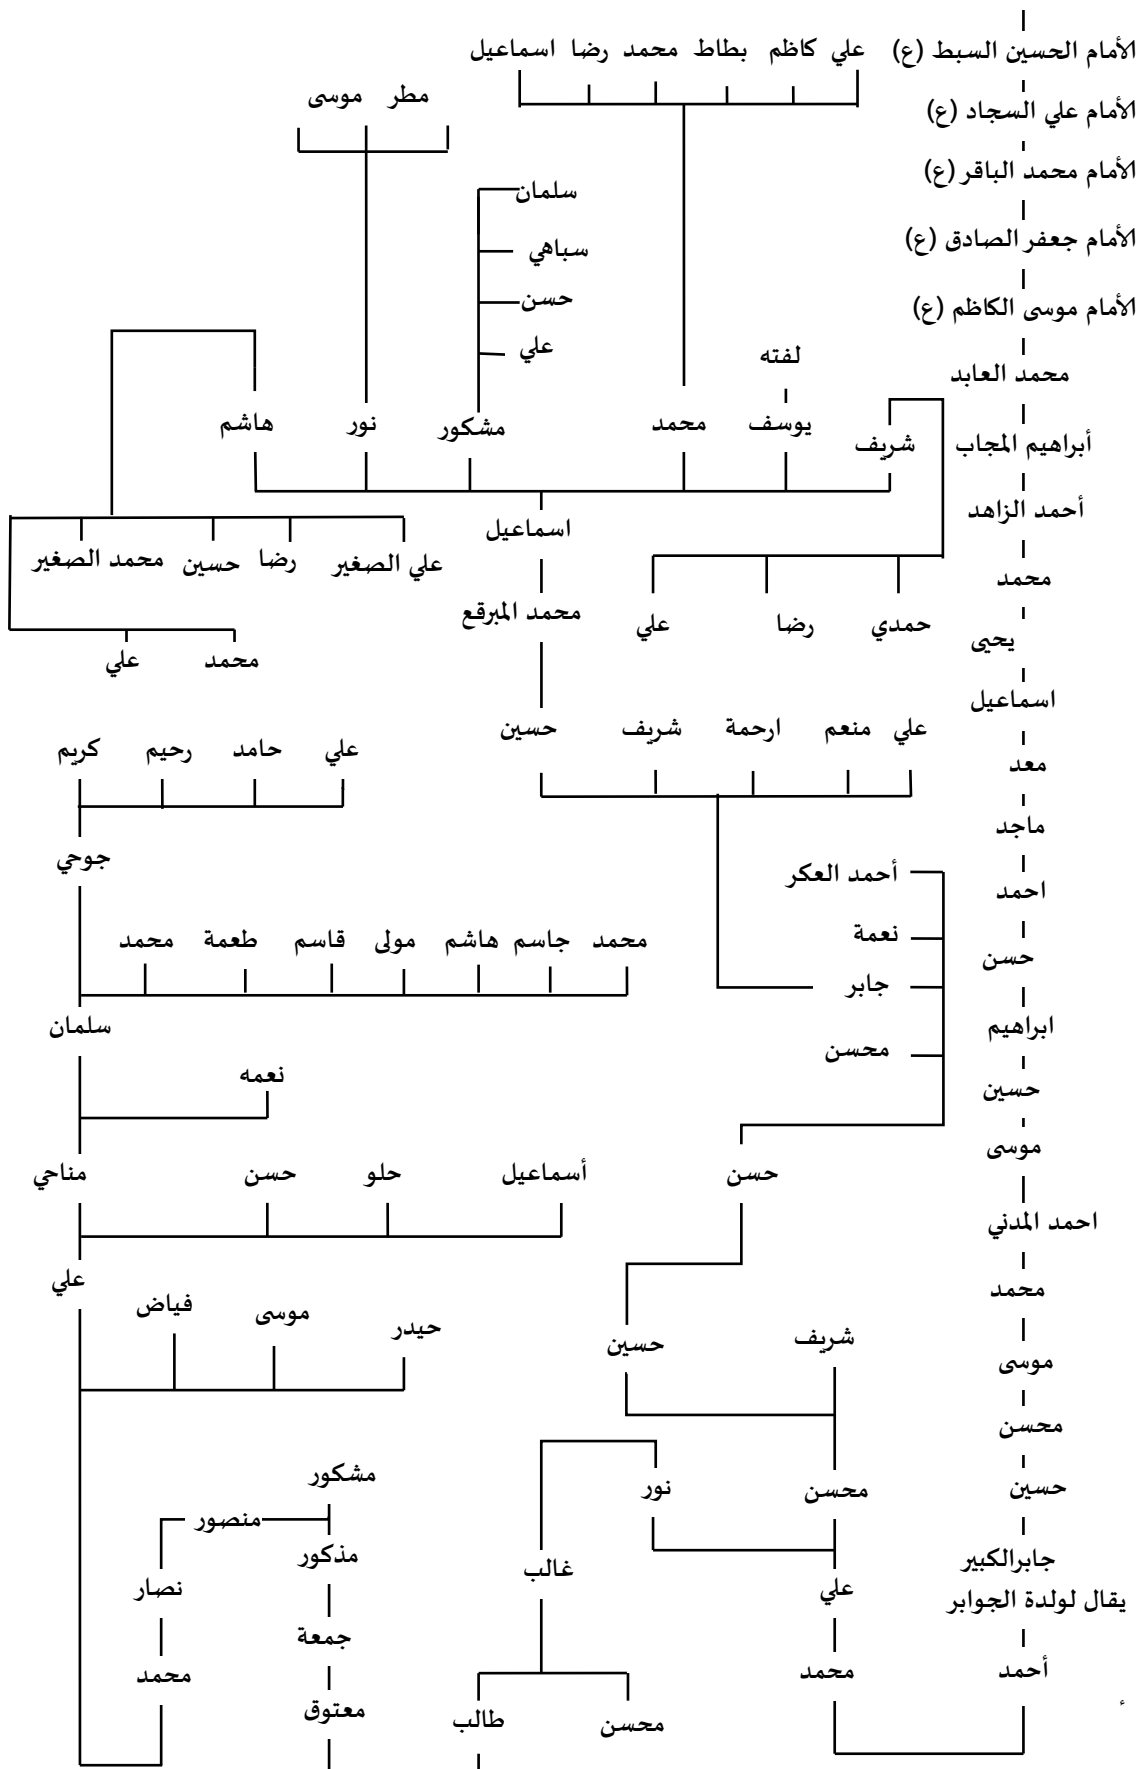 الأمام الحسين السبط (ع)
علي كاظم بطاط محمد رضا اسماعيل
مطر موسى
الأمام علي السجاد (ع)
الأمام محمد الباقر (ع)
سلمان
الأمام جعفر الصادق (ع)
سباهي
حسن
الأمام موسى الكاظم (ع)
علي
لفته
محمد العابد
أبراهيم المجاب
شريف
يوسف
محمد
مشكور
نور
هاشم
أحمد الزاهد
اسماعيل
علي الصغير
رضا
حسين
محمد الصغير
محمد
محمد المبرقع
حمدي
رضا
علي
يحيى
محمد
علي
اسماعيل
علي
منعم
ارحمة
شريف
حسين
علي
حامد
رحيم
كريم
معد
ماجد
جوحي
أحمد العكر
احمد
نعمة
محمد
جاسم
هاشم
مولى
قاسم
طعمة
محمد
حسن
جابر
ابراهيم
سلمان
محسن
نعمه
حسين
موسى
حسن
أسماعيل
حلو
حسن
مناحي
احمد المدني
علي
محمد
فياض
موسى
حيدر
شريف
حسين
موسى
محسن
مشكور
نور
محسن
حسين
منصور
مذكور
جابرالكبير
غالب
نصار
علي
يقال لولدة الجوابر
جمعة
محمد
محمد
أحمد
معتوق
طالب
محسن
ء